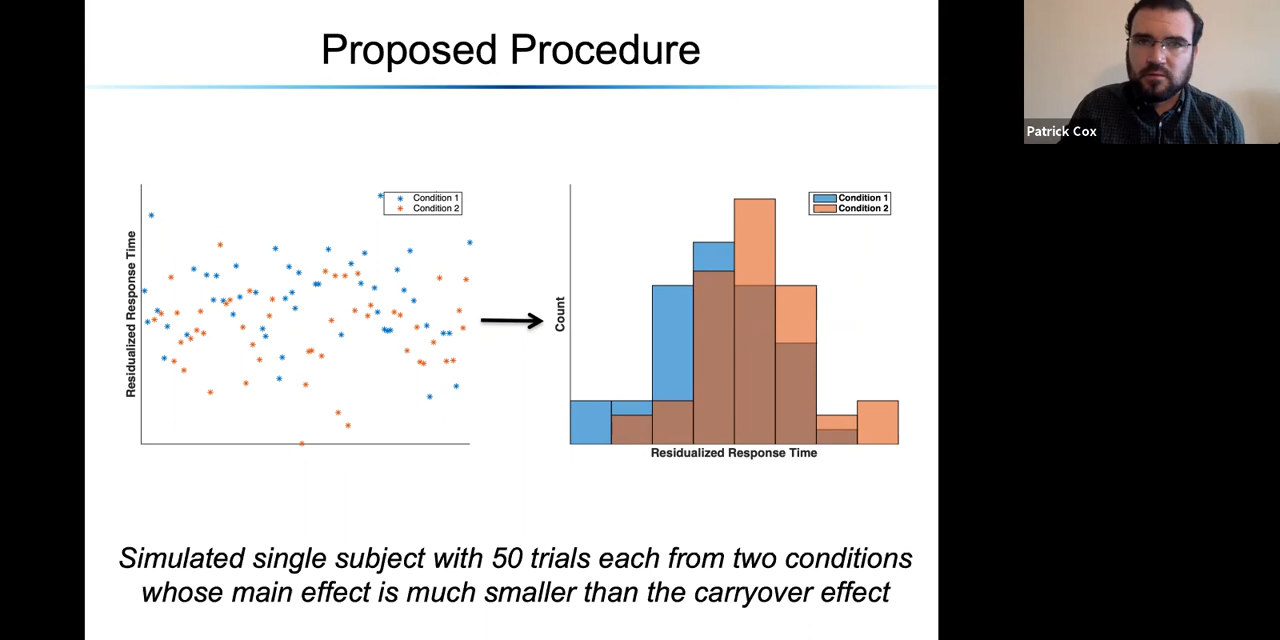 Proposed Procedure
Patrick Cox
Residualized Response Time
Condition 1
Condition 2
Count
Condition 1
Condition 2
Residualized Response Time
Simulated single subject with 50 trials each from two conditions
whose main effect is much smaller than the carryover effect